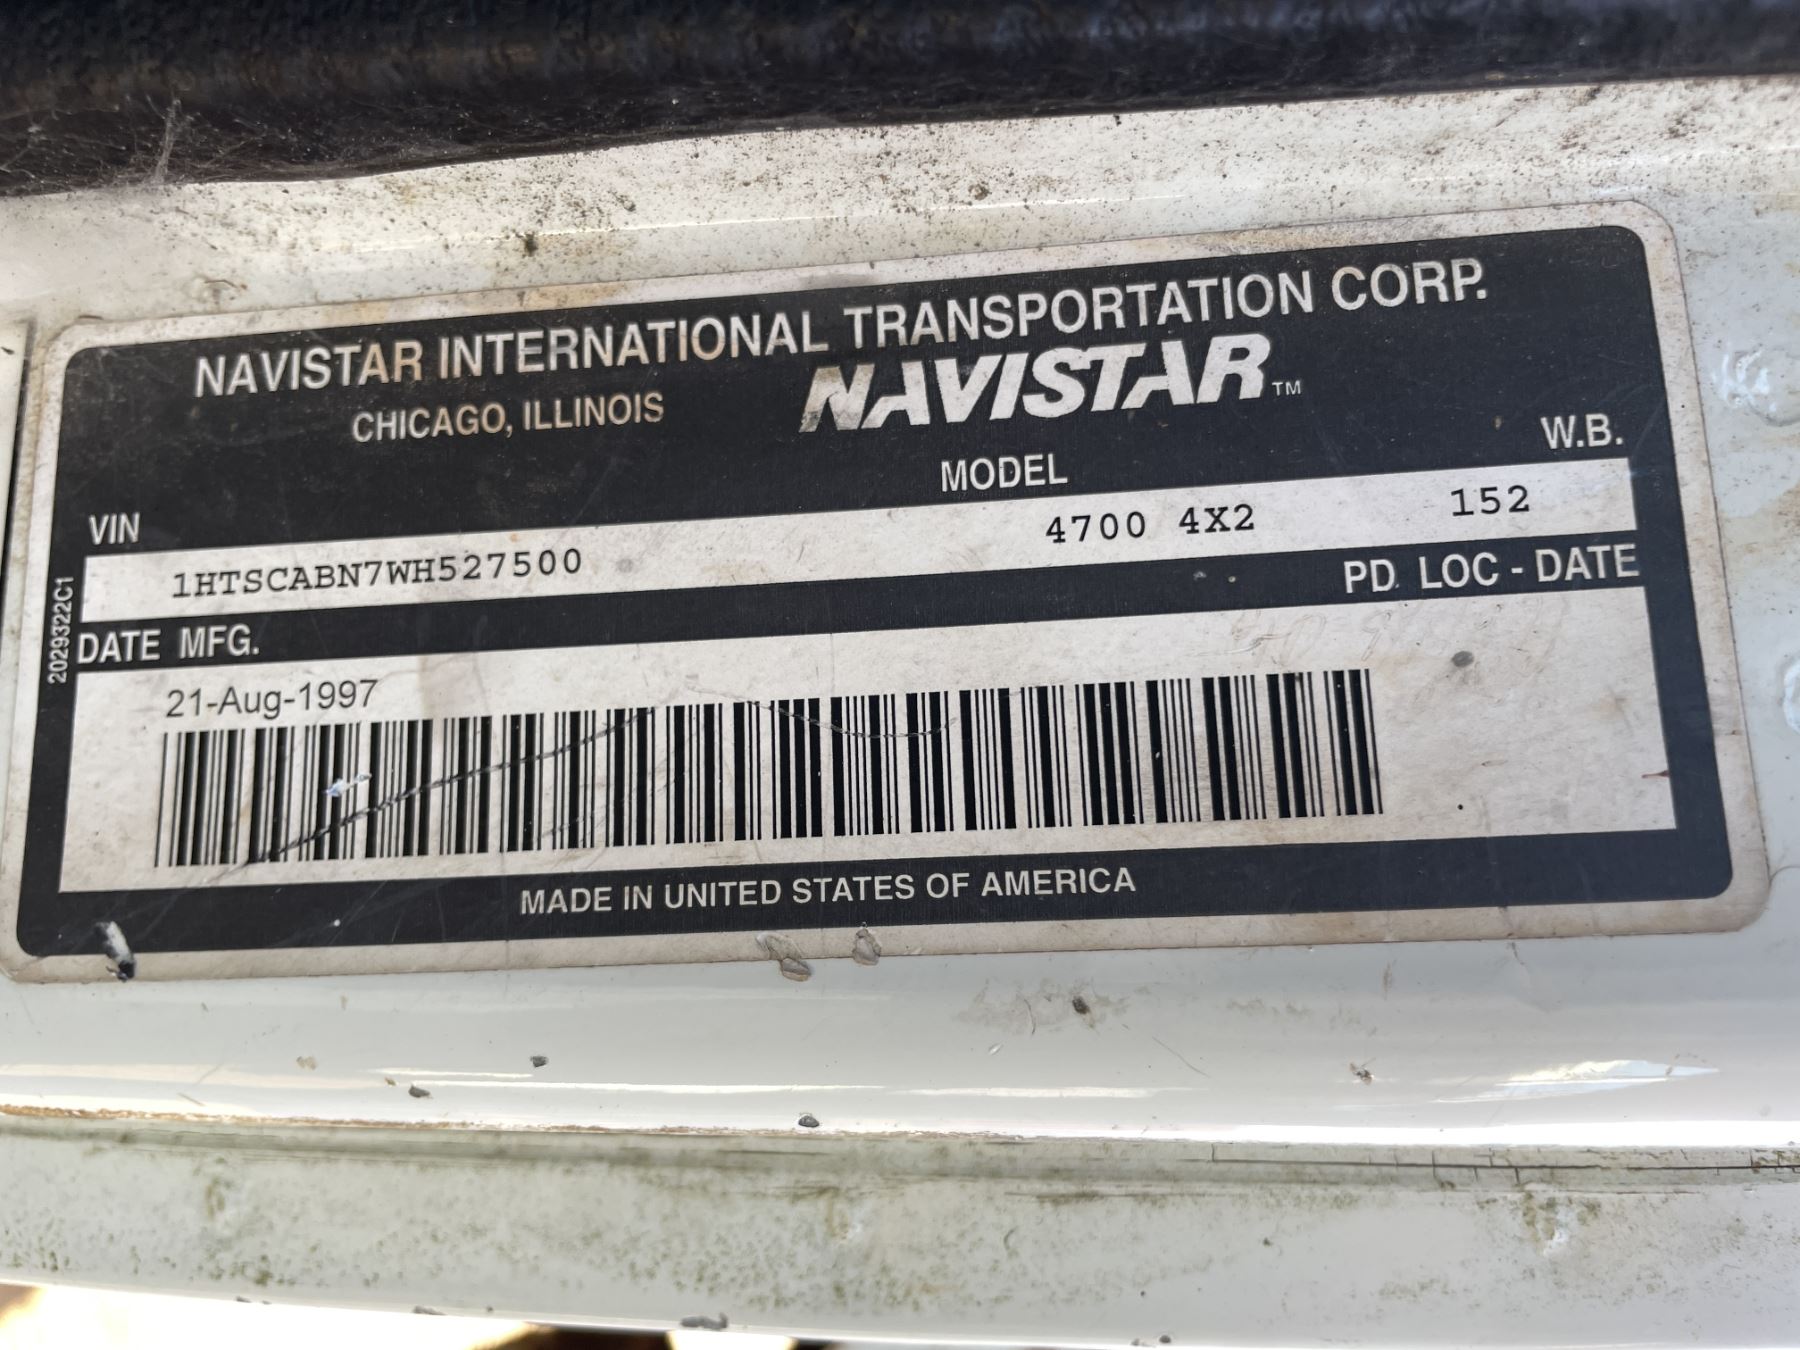 NAVISTAR INTERNATIONAL TRANSPORTATION CORP.
CHICAGO, ILLINOIS
NAVISTAR™
VIN MODEL W.B.
1HTSCABN7WH527500 4700 4X2 152
2029322C1
DATE MFG. PD. LOC - DATE
21-Aug-1997
MADE IN UNITED STATES OF AMERICA